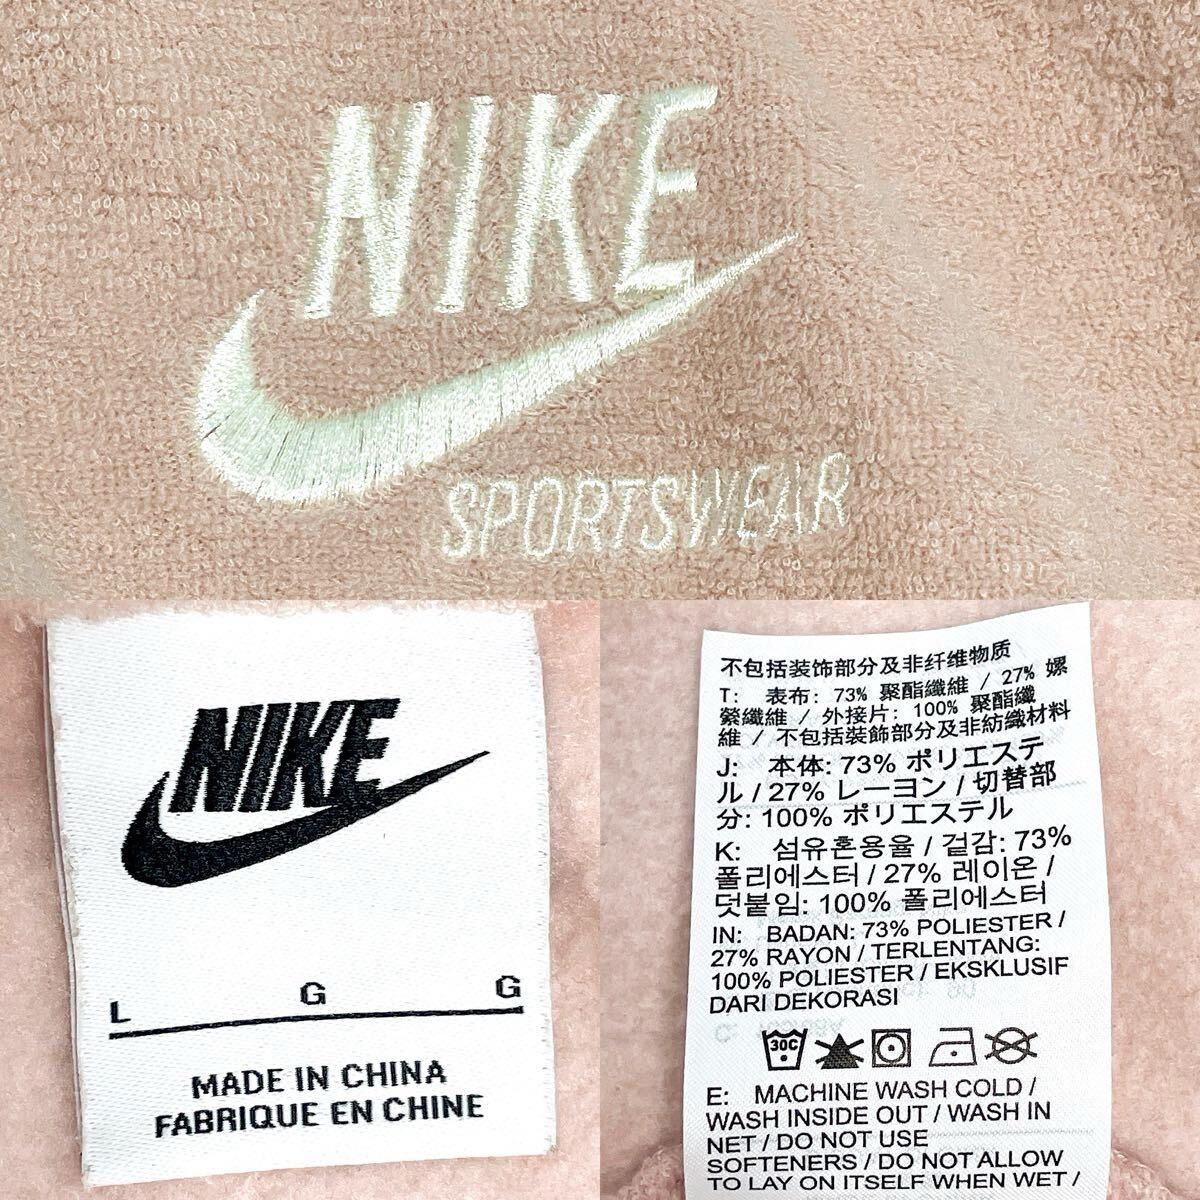 NIKE
SPORTSWEAR
NIKE
L G G
MADE IN CHINA
FABRIQUE EN CHINE
不包括装饰部分及非纤维物质
T: 表布: 73% 聚酯纖維 / 27% 嫘
縈纖維 / 外接片: 100% 聚酯纖
維 / 不包括裝飾部分及非紡織材料
J: 本体: 73% ポリエステ
ル / 27% レーヨン / 切替部
分: 100% ポリエステル
K: 섬유혼용율 / 겉감: 73%
폴리에스터 / 27% 레이온 /
덧붙임: 100% 폴리에스터
IN: BADAN: 73% POLIESTER /
27% RAYON / TERLENTANG:
100% POLIESTER / EKSKLUSIF
DARI DEKORASI
30C
E: MACHINE WASH COLD /
WASH INSIDE OUT / WASH IN
NET / DO NOT USE
SOFTENERS / DO NOT ALLOW
TO LAY ON ITSELF WHEN WET /